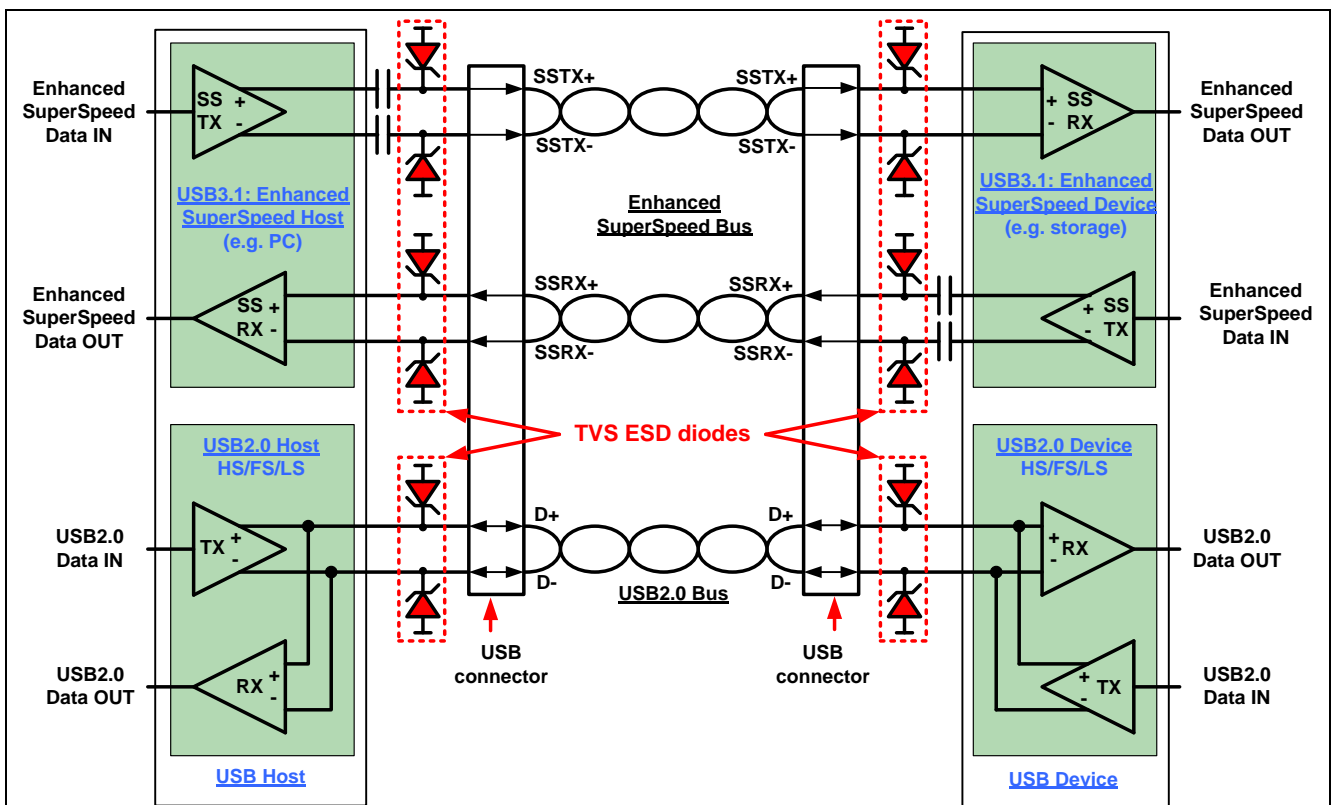 Enhanced
SuperSpeed
Data IN
SS
TX
+
-
SSTX+
SSTX-
SSTX+
SSTX-
+
-
SS
RX
Enhanced
SuperSpeed
Data OUT
USB3.1: Enhanced
SuperSpeed Host
(e.g. PC)
Enhanced
SuperSpeed Bus
USB3.1: Enhanced
SuperSpeed Device
(e.g. storage)
Enhanced
SuperSpeed
Data OUT
SS +
RX -
SSRX+
SSRX-
SSRX+
SSRX-
+
-
SS
TX
Enhanced
SuperSpeed
Data IN
TVS ESD diodes
USB2.0 Host
HS/FS/LS
USB2.0 Device
HS/FS/LS
USB2.0
Data IN
TX
+
-
D+
D-
D+
D-
USB2.0 Bus
+
-
RX
USB2.0
Data OUT
USB
connector
USB
connector
USB2.0
Data OUT
RX
+
-
+
-
TX
USB2.0
Data IN
USB Host
USB Device